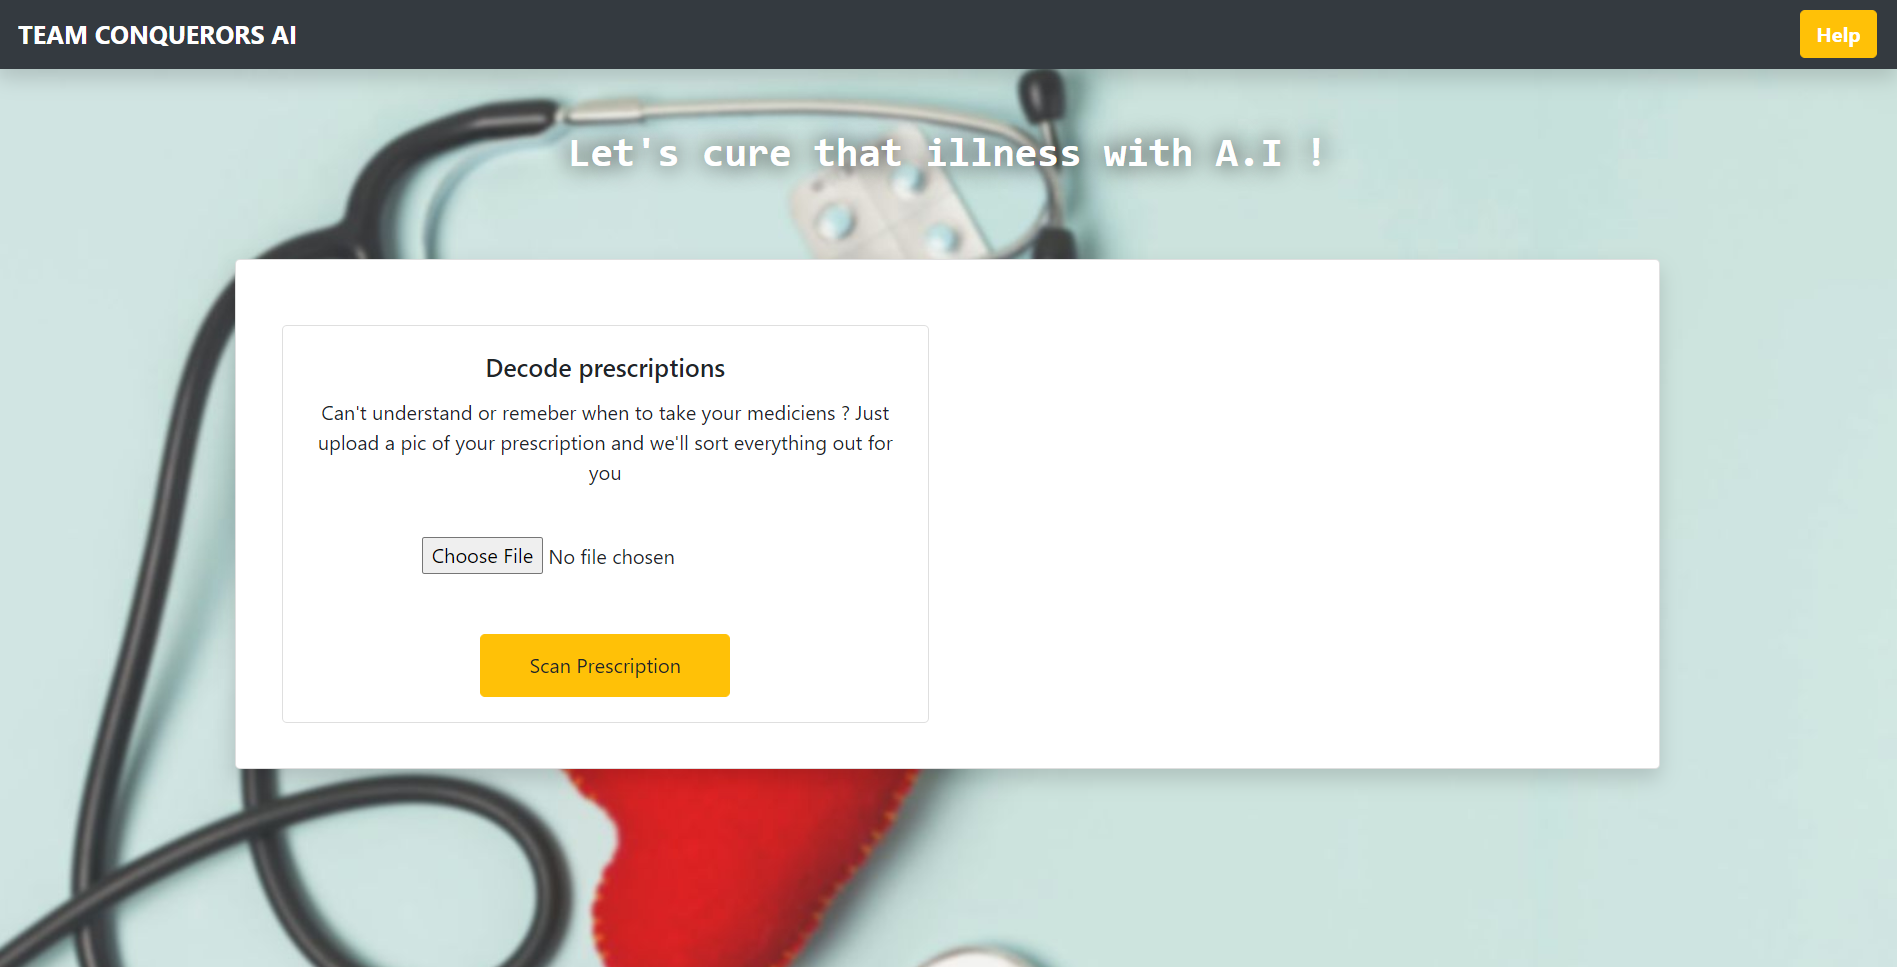 TEAM CONQUERORS AI
Help
Let's cure that illness with A.I !
Decode prescriptions
Can't understand or remeber when to take your mediciens ? Just
upload a pic of your prescription and we'll sort everything out for
you
Choose File No file chosen
Scan Prescription